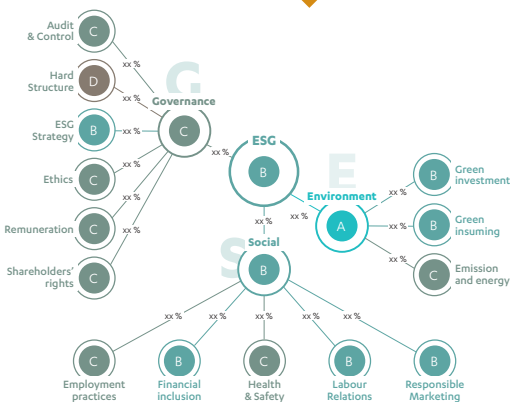 Audit
& Control
C
xx %
Hard
Structure
D
xx %
G
Governance
C
ESG
Strategy
B
xx %
xx %
ESG
B
Ethics
C
xx %
Remuneration
C
xx %
Shareholders'
rights
C
xx %
E
Environment
A
xx %
B
Green
investment
xx %
B
Green
insuming
xx %
C
Emission
and energy
xx %
xx %
S
Social
B
xx %
xx %
xx %
xx %
xx %
C
B
C
B
B
Employment
practices
Financial
inclusion
Health
& Safety
Labour
Relations
Responsible
Marketing